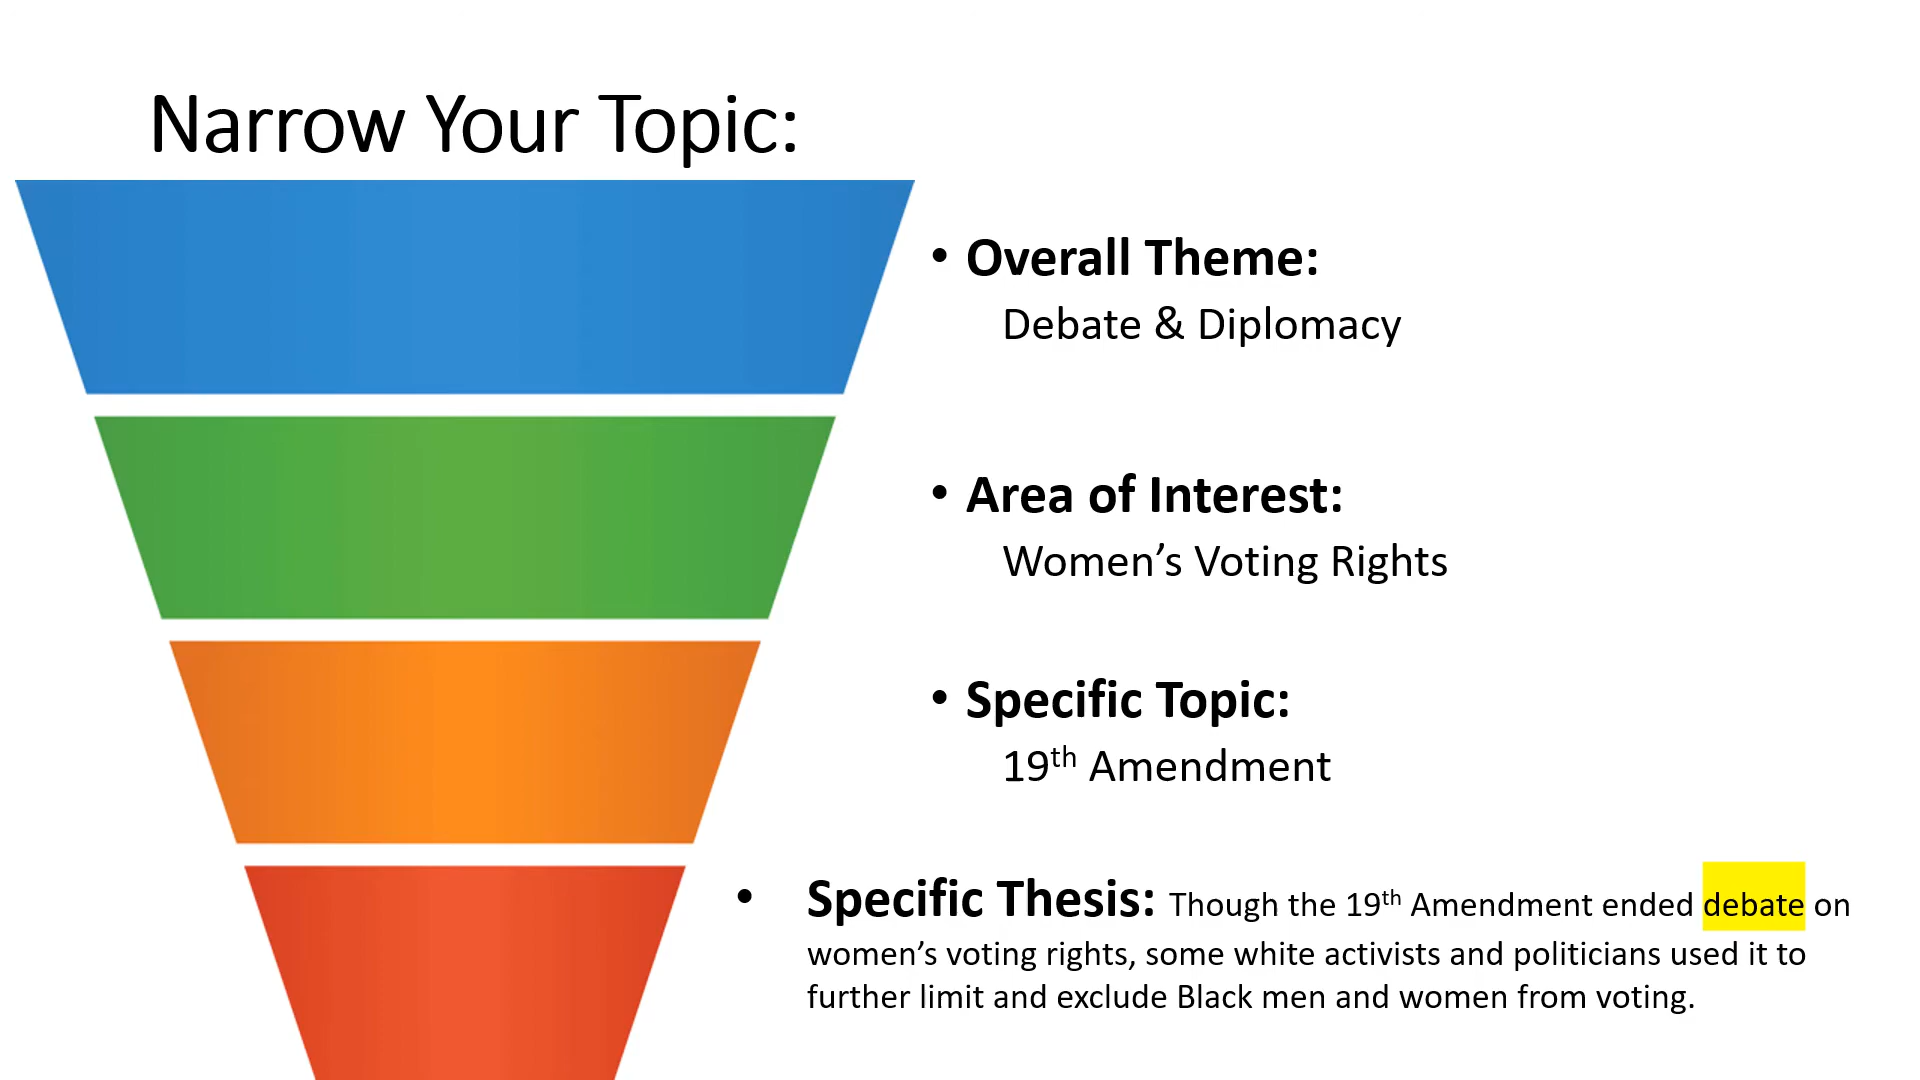 Narrow Your Topic:
• Overall Theme:
Debate & Diplomacy
• Area of Interest:
Women’s Voting Rights
• Specific Topic:
19th Amendment
• Specific Thesis: Though the 19th Amendment ended debate on
women’s voting rights, some white activists and politicians used it to
further limit and exclude Black men and women from voting.